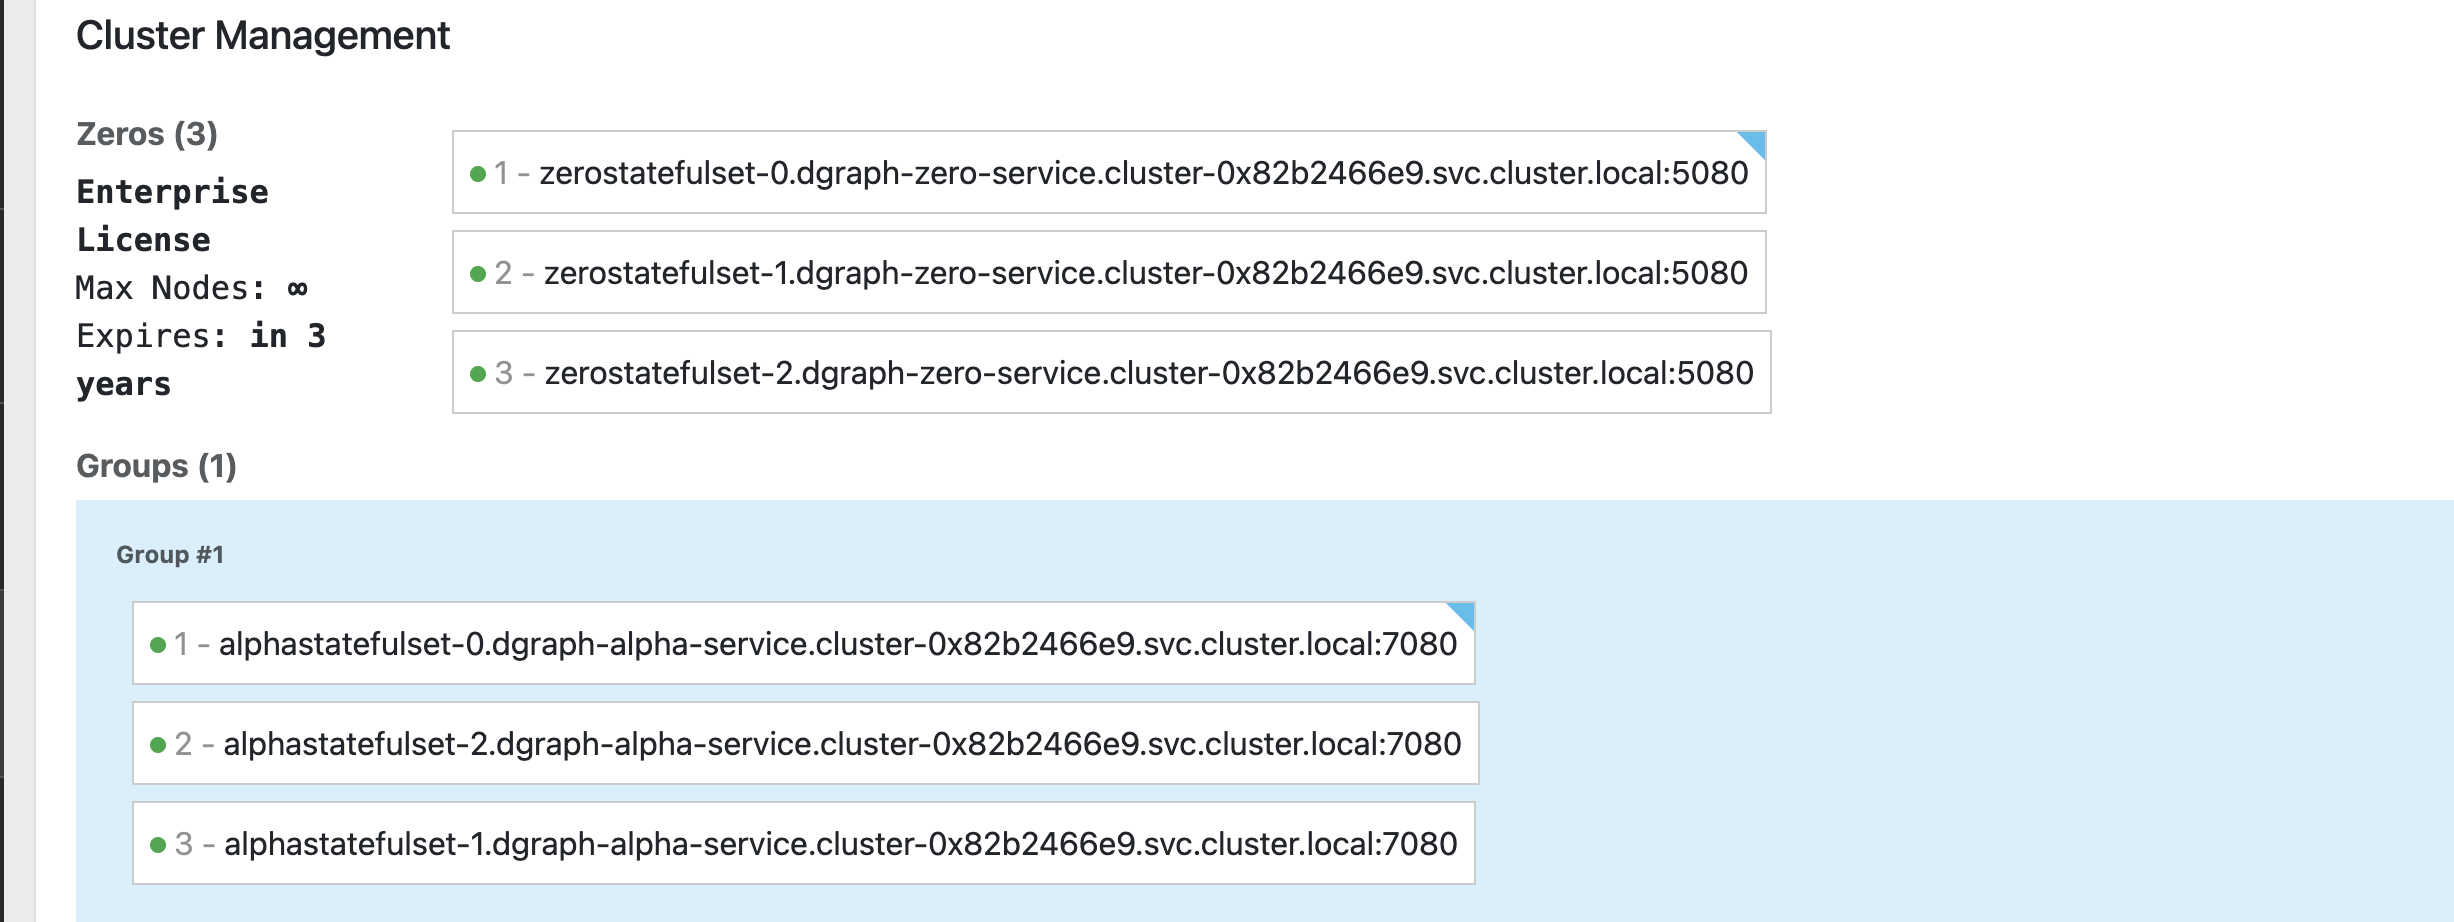 Cluster Management
Zeros (3)
Enterprise
License
Max Nodes: ∞
Expires: in 3
years
1 - zerostatefulset-0.dgraph-zero-service.cluster-0x82b2466e9.svc.cluster.local:5080
2 - zerostatefulset-1.dgraph-zero-service.cluster-0x82b2466e9.svc.cluster.local:5080
3 - zerostatefulset-2.dgraph-zero-service.cluster-0x82b2466e9.svc.cluster.local:5080
Groups (1)
Group #1
1 - alphastatefulset-0.dgraph-alpha-service.cluster-0x82b2466e9.svc.cluster.local:7080
2 - alphastatefulset-2.dgraph-alpha-service.cluster-0x82b2466e9.svc.cluster.local:7080
3 - alphastatefulset-1.dgraph-alpha-service.cluster-0x82b2466e9.svc.cluster.local:7080